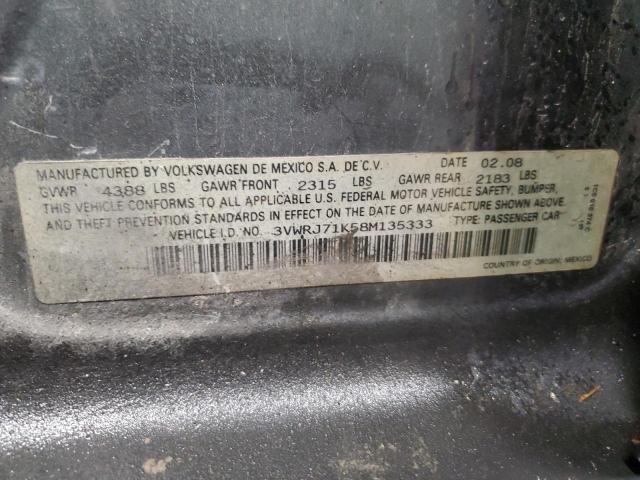 MANUFACTURED BY VOLKSWAGEN DE MEXICO S.A. DE C.V. DATE 02.08
GVWR 4388 LBS GAWR FRONT 2315 LBS GAWR REAR 2183 LBS
THIS VEHICLE CONFORMS TO ALL APPLICABLE U.S. FEDERAL MOTOR VEHICLE SAFETY, BUMPER,
AND THEFT PREVENTION STANDARDS IN EFFECT ON THE DATE OF MANUFACTURE SHOWN ABOVE
VEHICLE I.D. NO. 3VWRJ71K58M135333 TYPE: PASSENGER CAR
COUNTRY OF ORIGIN: MEXICO